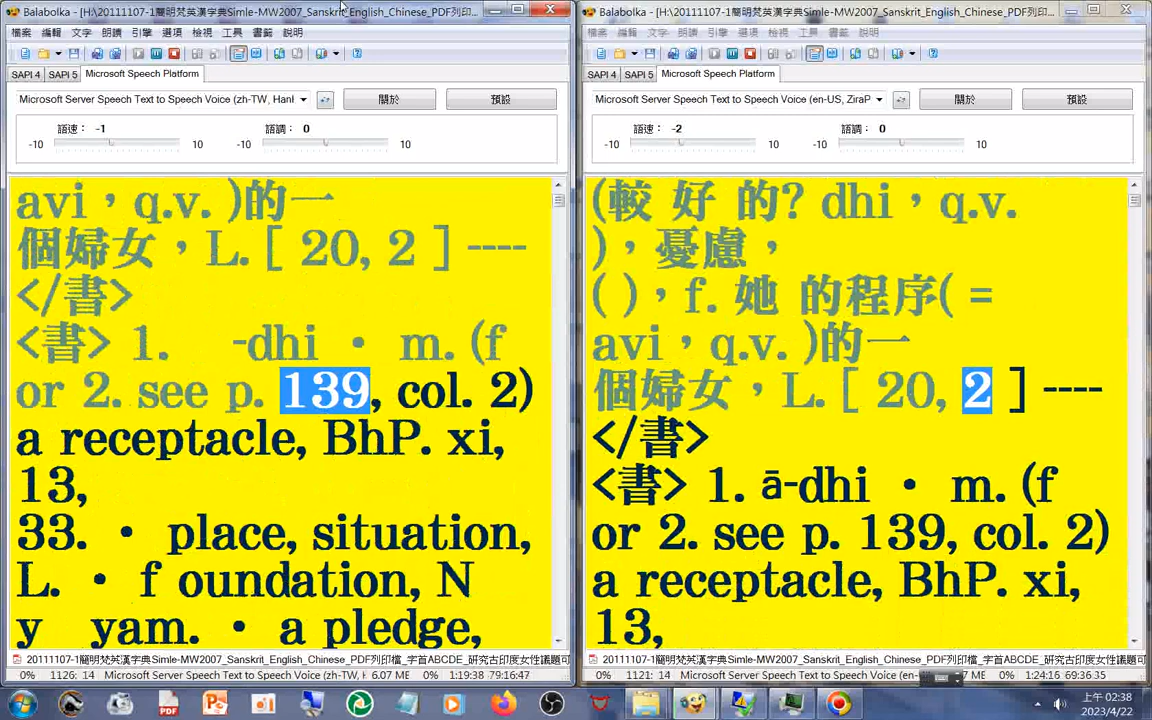 Balabolka - [H:\20111107-1簡明梵英漢字典Simle-MW2007_Sanskrit_English_Chinese_PDF列印...
檔案 編輯 文字 朗讀 引擎 選項 檢視 工具 書籤 說明
SAPI 4 SAPI 5 Microsoft Speech Platform
Microsoft Server Speech Text to Speech Voice (zh-TW, HanI
關於 預設
語速： -1 語調： 0
-10 10 -10 10
avi，q.v. )的一
個婦女，L. [ 20, 2 ] ----
</書>
<書> 1. -dhi • m. (f
or 2. see p. 139, col. 2)
a receptacle, BhP. xi,
13,
33. • place, situation,
L. • f oundation, N
y yam. • a pledge,
20111107-1簡明梵英漢字典Simle-MW2007_Sanskrit_English_Chinese_PDF列印檔_字首ABCDE_研究古印度女性議題可
0% 1126: 14 Microsoft Server Speech Text to Speech Voice (zh-TW, H 6.07 ME 0% 1:19:38 79:16:47
Balabolka - [H:\20111107-1簡明梵英漢字典Simle-MW2007_Sanskrit_English_Chinese_PDF列印...
檔案 編輯 文字 朗讀 引擎 選項 檢視 工具 書籤 說明
SAPI 4 SAPI 5 Microsoft Speech Platform
Microsoft Server Speech Text to Speech Voice (en-US, ZiraP
關於 預設
語速： -2 語調： 0
-10 10 -10 10
(較 好 的? dhi，q.v.
)，憂慮，
( )，f. 她 的程序( =
avi，q.v. )的一
個婦女，L. [ 20, 2 ] ----
</書>
<書> 1. ā-dhi • m. (f
or 2. see p. 139, col. 2)
a receptacle, BhP. xi,
13,
20111107-1簡明梵英漢字典Simle-MW2007_Sanskrit_English_Chinese_PDF列印檔_字首ABCDE_研究古印度女性議題可
0% 1121: 14 Microsoft Server Speech Text to Speech Voice (en-U 0% 1:24:16 69:36:35
上午 02:38
2023/4/22